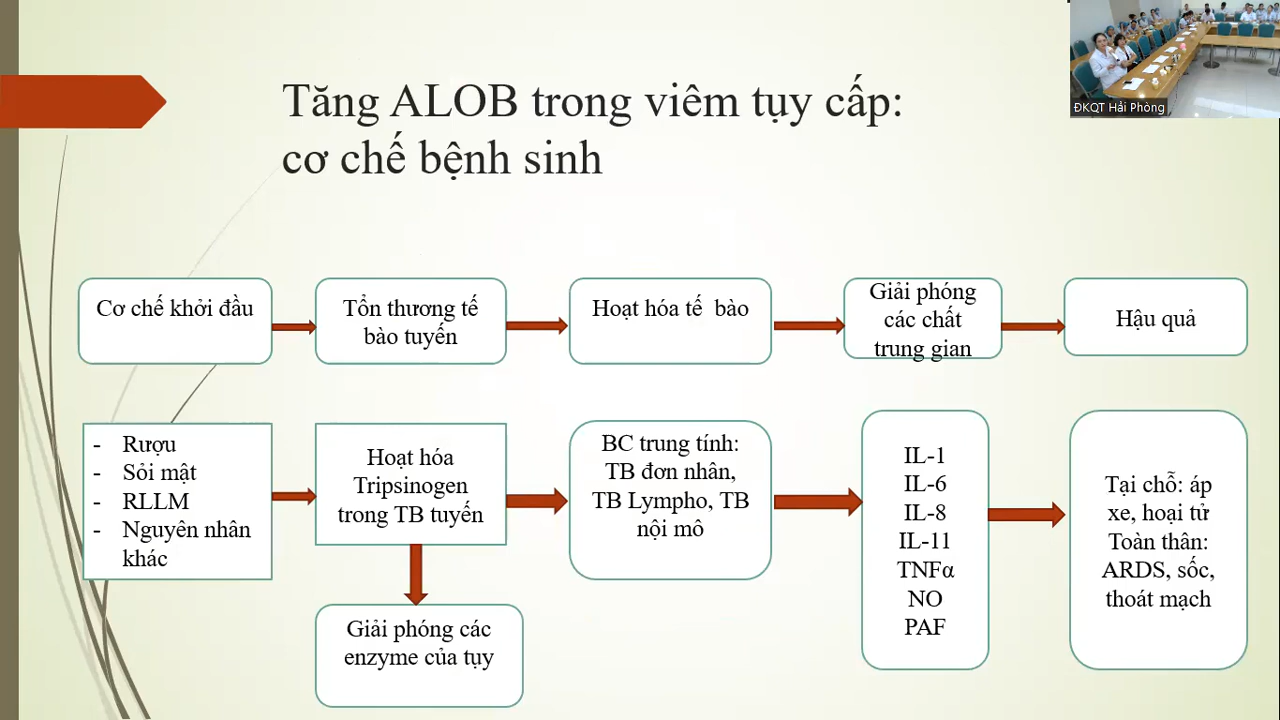 Tăng ALOB trong viêm tụy cấp:
cơ chế bệnh sinh
ĐKQT Hải Phòng
Cơ chế khởi đầu
Tổn thương tế
bào tuyến
Hoạt hóa tế  bào
Giải phóng
các chất
trung gian
Hậu quả
- Rượu
- Sỏi mật
- RLLM
- Nguyên nhân
khác
Hoạt hóa
Tripsinogen
trong TB tuyến
BC trung tính:
TB đơn nhân,
TB Lympho, TB
nội mô
IL-1
IL-6
IL-8
IL-11
TNFα
NO
PAF
Tại chỗ: áp
xe, hoại tử
Toàn thân:
ARDS, sốc,
thoát mạch
Giải phóng các
enzyme của tụy